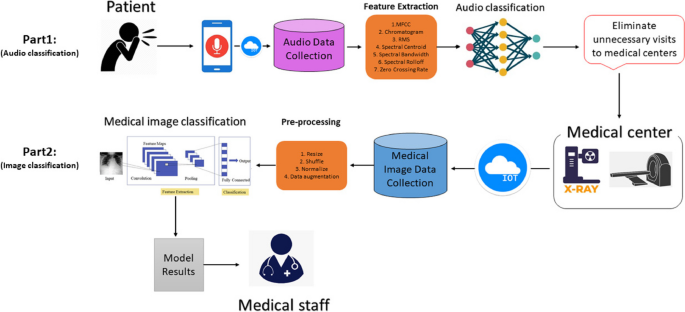 Patient
Part1:
(Audio classification)
IOT
Audio Data
Collection
Feature Extraction
1.MFCC
2. Chromatogram
3. RMS
4. Spectral Centroid
5. Spectral Bandwidth
6. Spectral Rolloff
7. Zero Crossing Rate
Audio classification
Eliminate
unnecessary visits
to medical centers
Part2:
(Image classification)
Medical image classification
Feature Maps
Input
Convolution
Pooling
Fully Connected
Output
Feature Extraction
Classification
Pre-processing
1. Resize
2. Shuffle
3. Normalize
4. Data augmentation
Medical
Image Data
Collection
IOT
Medical center
X-RAY
Model
Results
Medical staff